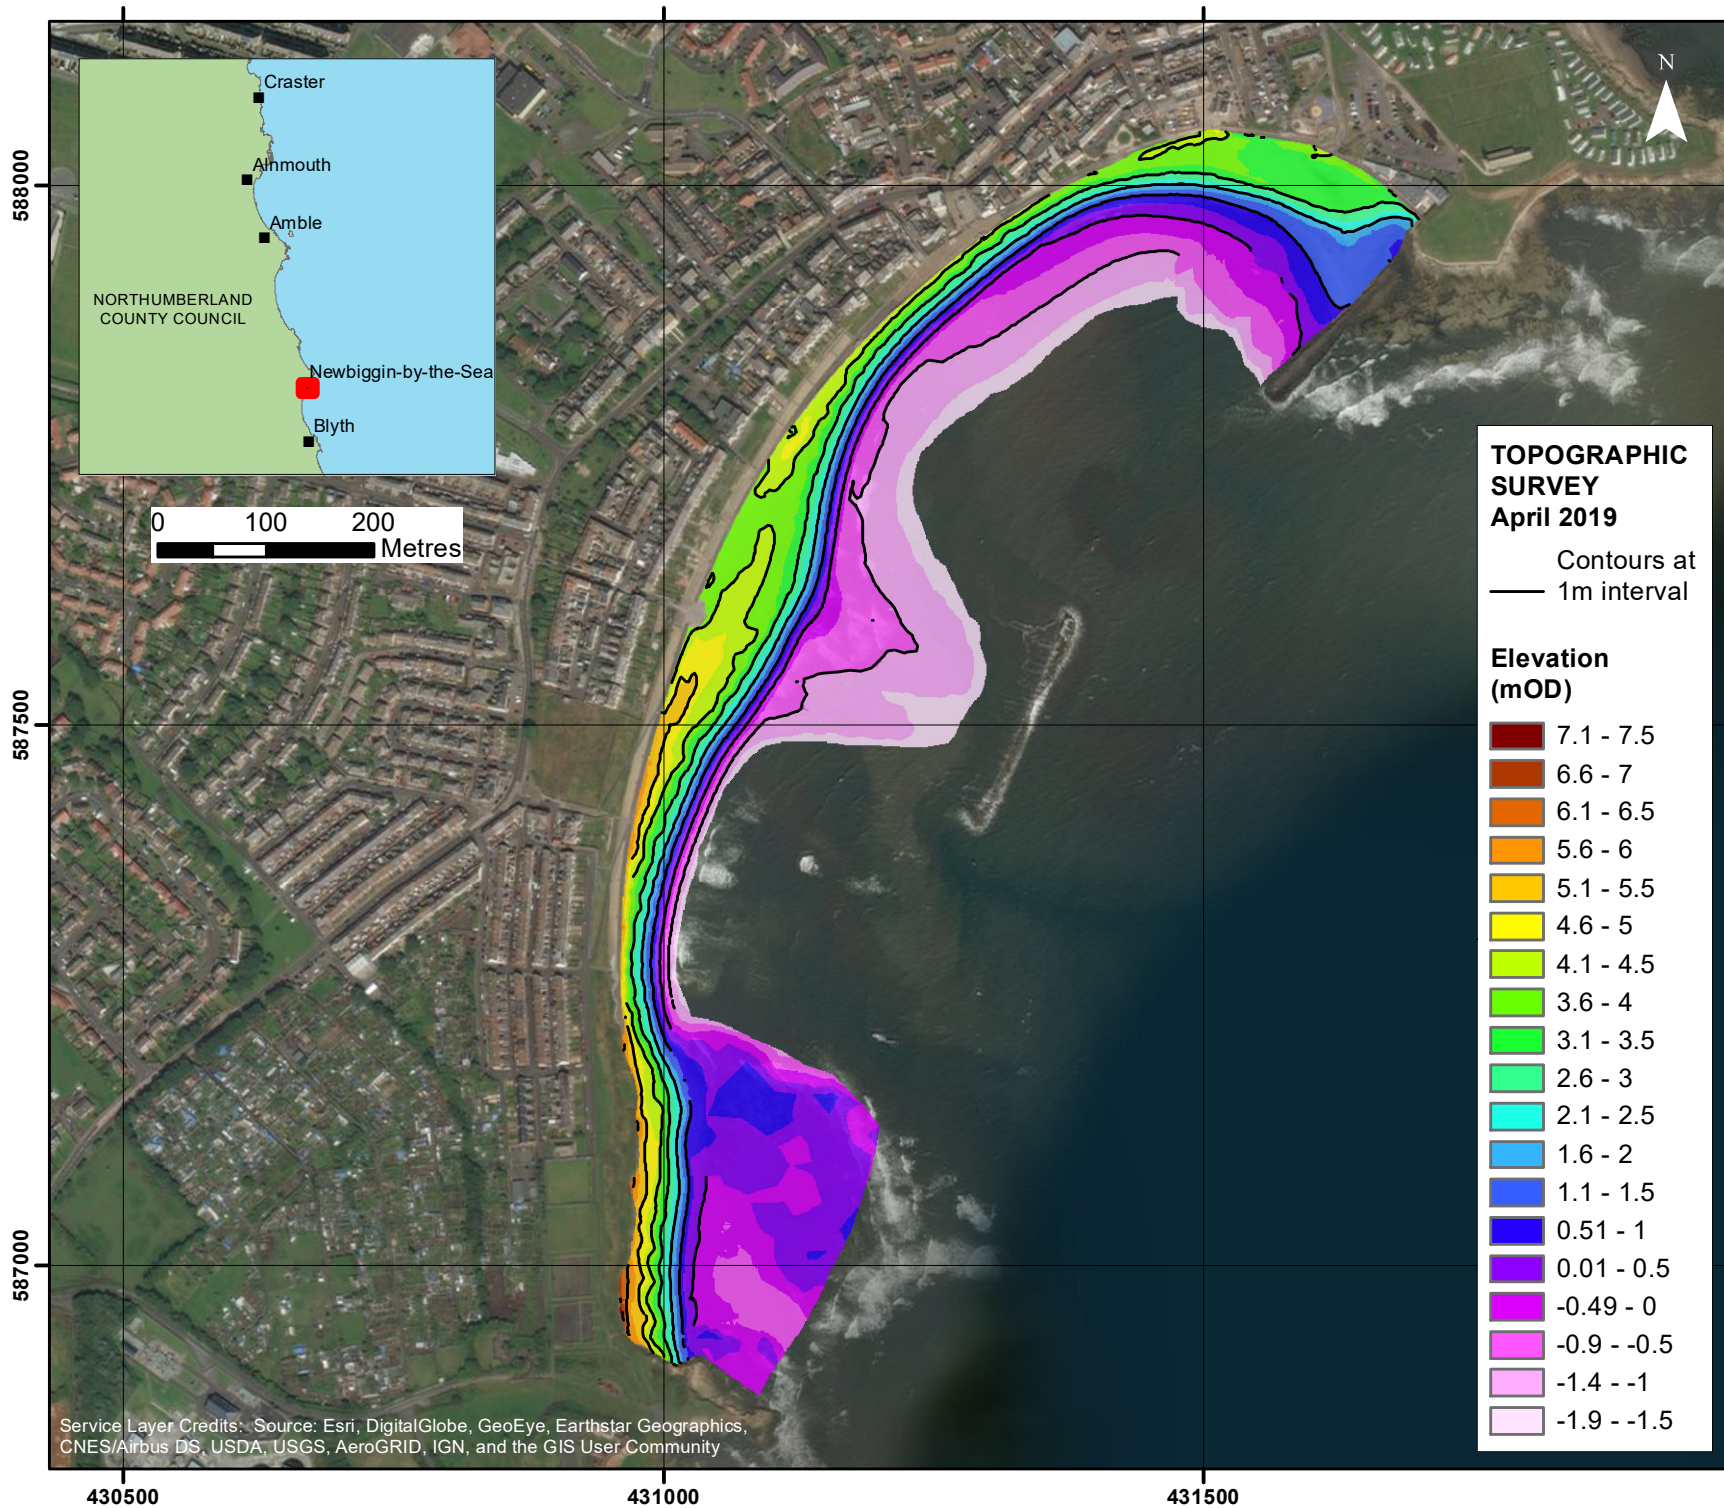 Craster
Alnmouth
Amble
NORTHUMBERLAND
COUNTY COUNCIL
Newbiggin-by-the-Sea
Blyth
0 100 200
Metres
N
588000
587500
587000
430500 431000 431500
TOPOGRAPHIC
SURVEY
April 2019
Contours at
1m interval
Elevation
(mOD)
7.1 - 7.5
6.6 - 7
6.1 - 6.5
5.6 - 6
5.1 - 5.5
4.6 - 5
4.1 - 4.5
3.6 - 4
3.1 - 3.5
2.6 - 3
2.1 - 2.5
1.6 - 2
1.1 - 1.5
0.51 - 1
0.01 - 0.5
-0.49 - 0
-0.9 - -0.5
-1.4 - -1
-1.9 - -1.5
Service Layer Credits: Source: Esri, DigitalGlobe, GeoEye, Earthstar Geographics,
CNES/Airbus DS, USDA, USGS, AeroGRID, IGN, and the GIS User Community